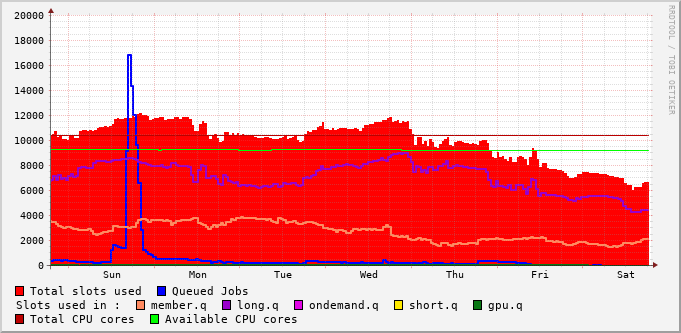 20000
18000
16000
14000
12000
10000
8000
6000
4000
2000
0
Sun Mon Tue Wed Thu Fri Sat
RRDTOOL / TOBI OETIKER
Total slots used Queued Jobs
Slots used in : member.q long.q ondemand.q short.q gpu.q
Total CPU cores Available CPU cores